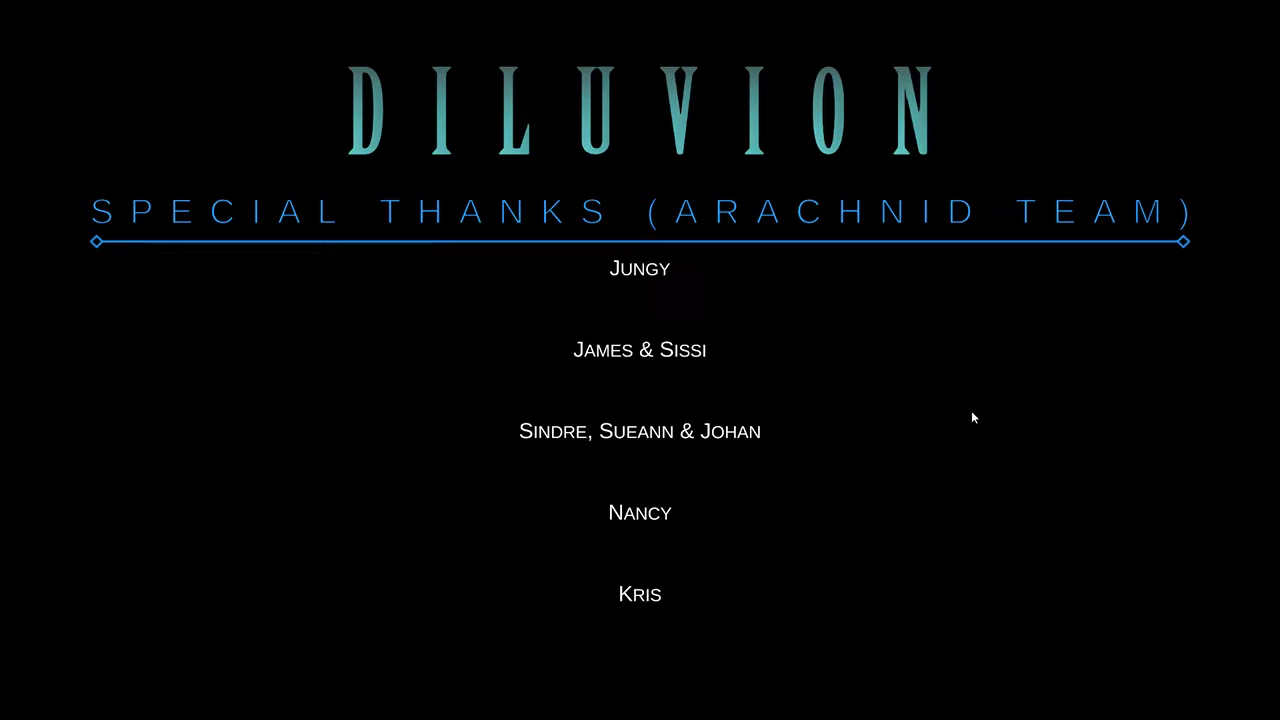 DILUVION
SPECIAL THANKS (ARACHNID TEAM)
JUNGY
JAMES & SISSI
SINDRE, SUEANN & JOHAN
NANCY
KRIS